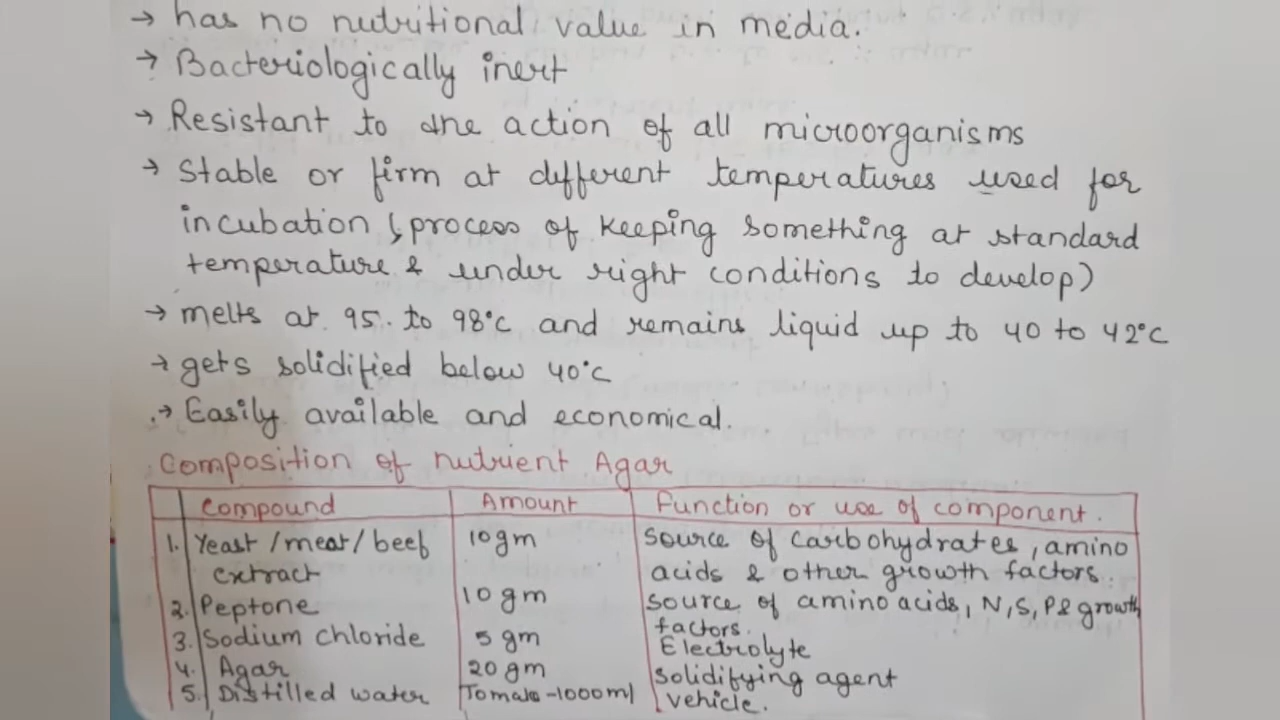 → has no nutritional value in media.
→ Bacteriologically inert
→ Resistant to the action of all microorganisms
→ Stable or firm at different temperatures used for
incubation (process of keeping something at standard
temperature & under right conditions to develop)
→ melts at 95 to 98°c and remains liquid up to 40 to 42°c
→ gets solidified below 40°c
→ Easily available and economical.
Composition of nutrient Agar
Compound Amount Function or use of component.
1. Yeast /meat/ beef 10gm Source of carbohydrates, amino
extract acids & other growth factors.
2. Peptone 10 gm Source of amino acids, N, S, P & growth
factors.
3. Sodium chloride 5 gm Electrolyte
4. Agar 20 gm solidifying agent
5. Distilled water To make -1000ml vehicle.